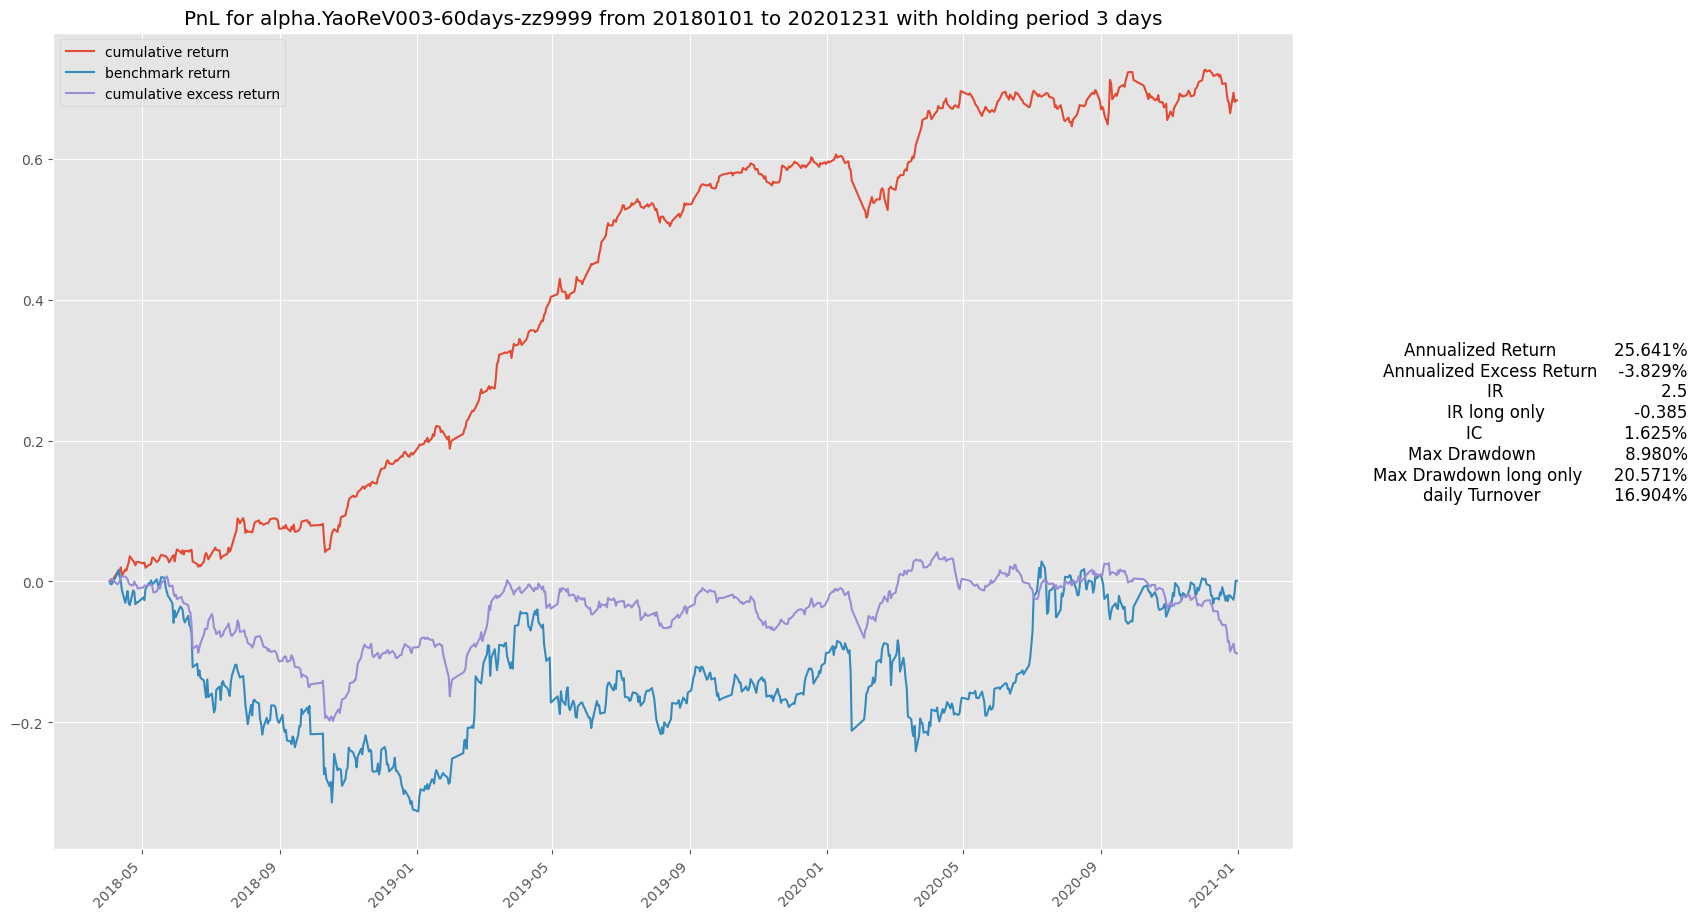 PnL for alpha.YaoReV003-60days-zz9999 from 20180101 to 20201231 with holding period 3 days
cumulative return
benchmark return
cumulative excess return
0.6
0.4
0.2
0.0
−0.2
2018-05
2018-09
2019-01
2019-05
2019-09
2020-01
2020-05
2020-09
2021-01
Annualized Return 25.641%
Annualized Excess Return -3.829%
IR 2.5
IR long only -0.385
IC 1.625%
Max Drawdown 8.980%
Max Drawdown long only 20.571%
daily Turnover 16.904%